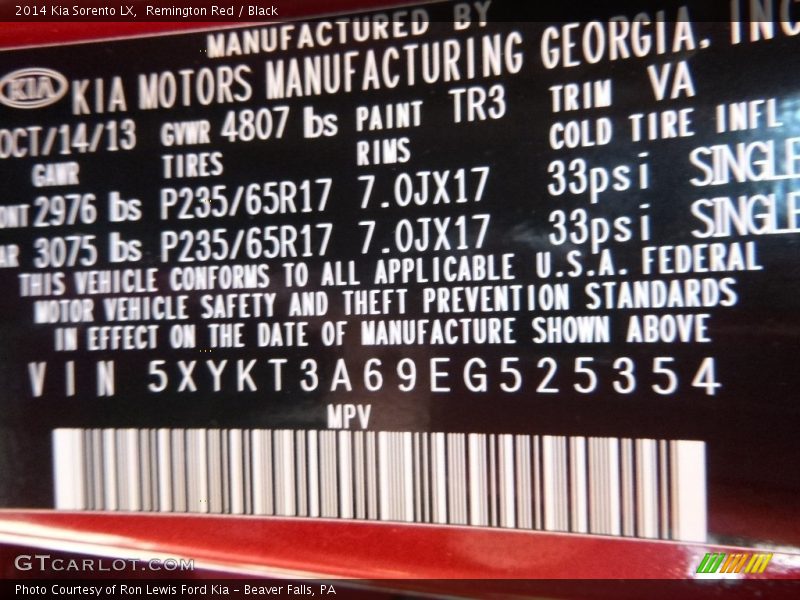 2014 Kia Sorento LX,  Remington Red / Black
MANUFACTURED BY
KIA KIA MOTORS MANUFACTURING GEORGIA, INC
OCT/14/13 GVWR 4807 lbs PAINT TR3 TRIM VA
GAWR TIRES RIMS COLD TIRE INFL
ONT 2976 lbs P235/65R17 7.0JX17 33psi SINGLE
AR 3075 lbs P235/65R17 7.0JX17 33psi SINGLE
THIS VEHICLE CONFORMS TO ALL APPLICABLE U.S.A. FEDERAL
MOTOR VEHICLE SAFETY AND THEFT PREVENTION STANDARDS
IN EFFECT ON THE DATE OF MANUFACTURE SHOWN ABOVE
VIN 5XYKT3A69EG525354
MPV
GTCARLOT.COM
Photo Courtesy of Ron Lewis Ford Kia – Beaver Falls, PA